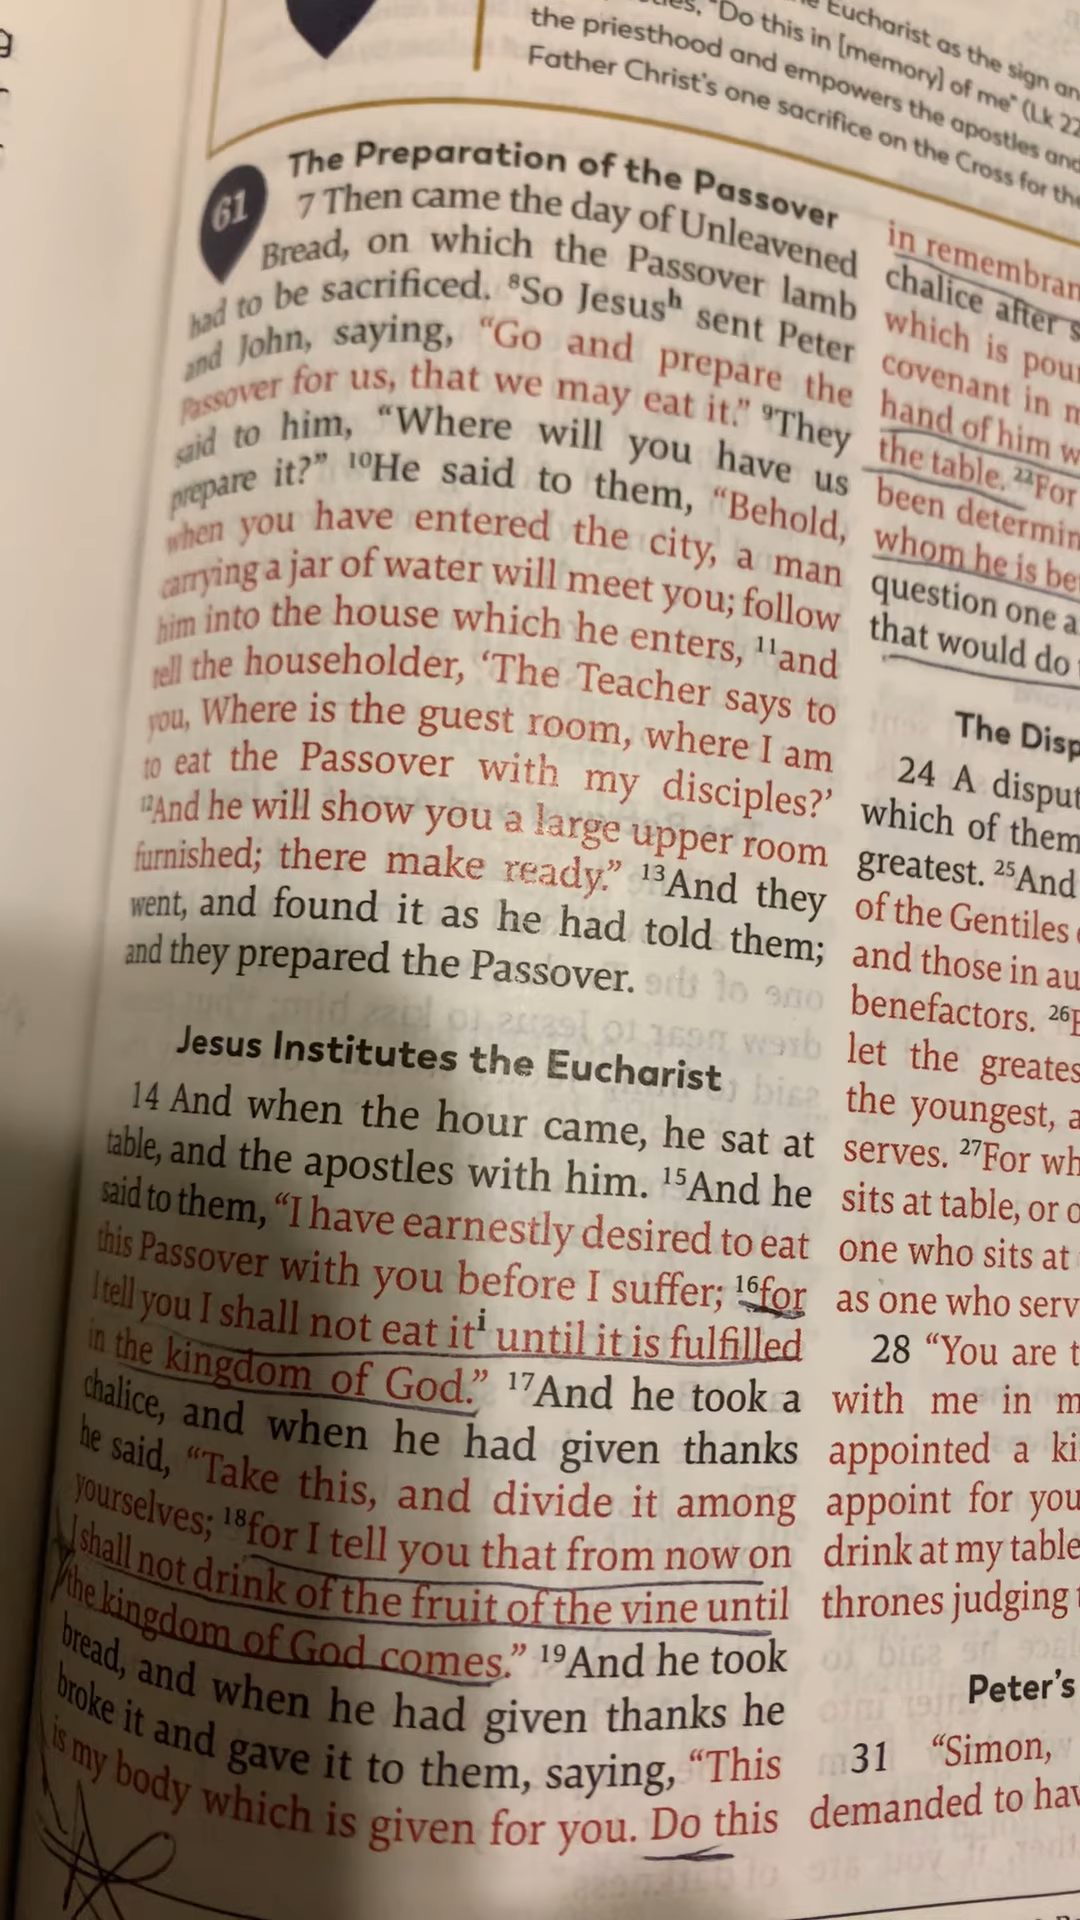 Eucharist as the sign an
"Do this in [memory] of me" (Lk 22
the priesthood and empowers the apostles and
Father Christ's one sacrifice on the Cross for the
61
The Preparation of the Passover
7 Then came the day of Unleavened
Bread, on which the Passover lamb
had to be sacrificed. 8So Jesush sent Peter
and John, saying, “Go and prepare the
Passover for us, that we may eat it.” 9They
said to him, “Where will you have us
prepare it?” 10He said to them, “Behold,
when you have entered the city, a man
carrying a jar of water will meet you; follow
him into the house which he enters, 11and
tell the householder, ‘The Teacher says to
you, Where is the guest room, where I am
to eat the Passover with my disciples?’
12And he will show you a large upper room
furnished; there make ready.” 13And they
went, and found it as he had told them;
and they prepared the Passover.
Jesus Institutes the Eucharist
14 And when the hour came, he sat at
table, and the apostles with him. 15And he
said to them, “I have earnestly desired to eat
this Passover with you before I suffer; 16for
I tell you I shall not eat iti until it is fulfilled
in the kingdom of God.” 17And he took a
chalice, and when he had given thanks
he said, “Take this, and divide it among
yourselves; 18for I tell you that from now on
I shall not drink of the fruit of the vine until
the kingdom of God comes.” 19And he took
bread, and when he had given thanks he
broke it and gave it to them, saying, “This
is my body which is given for you. Do this
in remembran
chalice after s
which is pour
covenant in m
hand of him w
the table. 22For
been determin
whom he is be
question one a
that would do
The Disp
24 A disput
which of them
greatest. 25And
of the Gentiles
and those in au
benefactors. 26
let the greates
the youngest, a
serves. 27For wh
sits at table, or o
one who sits at
as one who serv
28 “You are t
with me in m
appointed a ki
appoint for you
drink at my table
thrones judging
Peter’s
31 “Simon,
demanded to hav